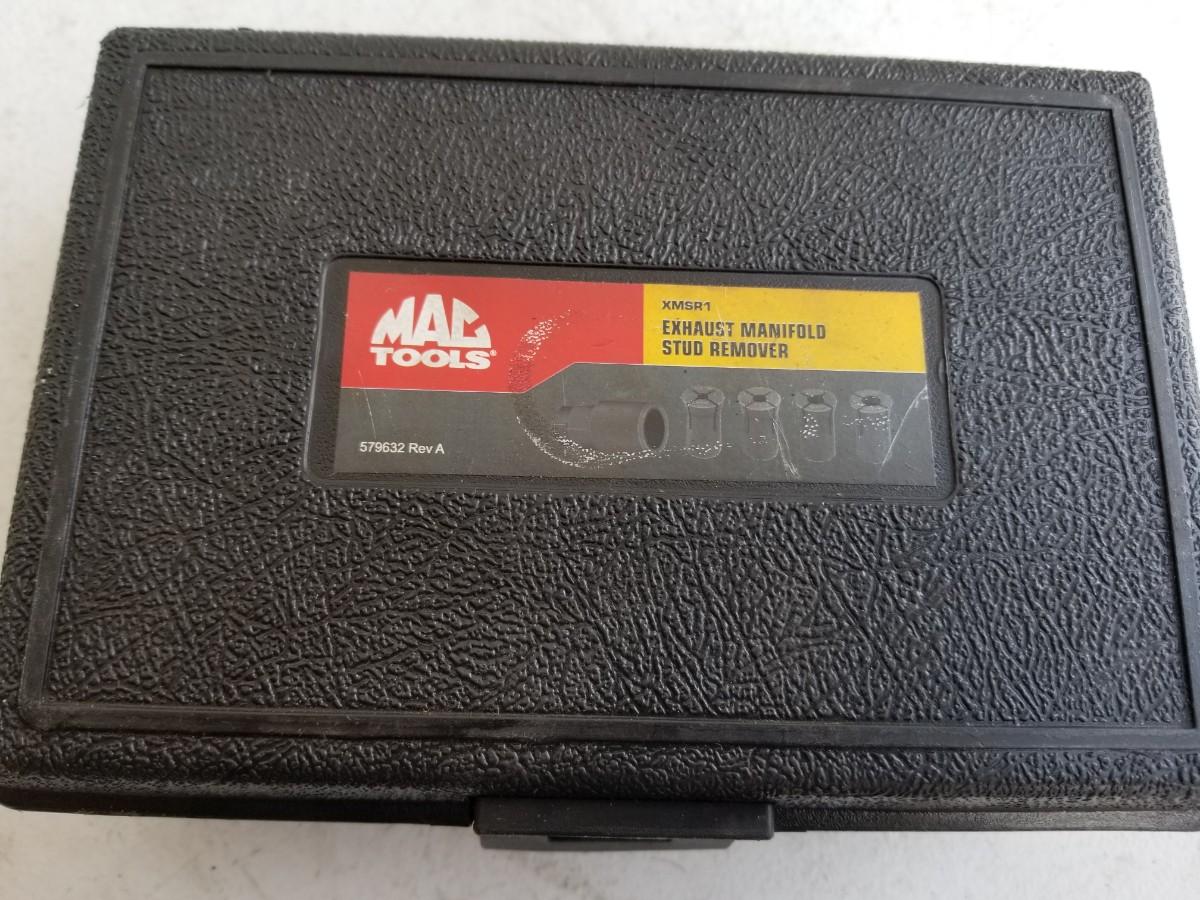 MAC
TOOLS®
XMSR1
EXHAUST MANIFOLD
STUD REMOVER
579632 Rev A